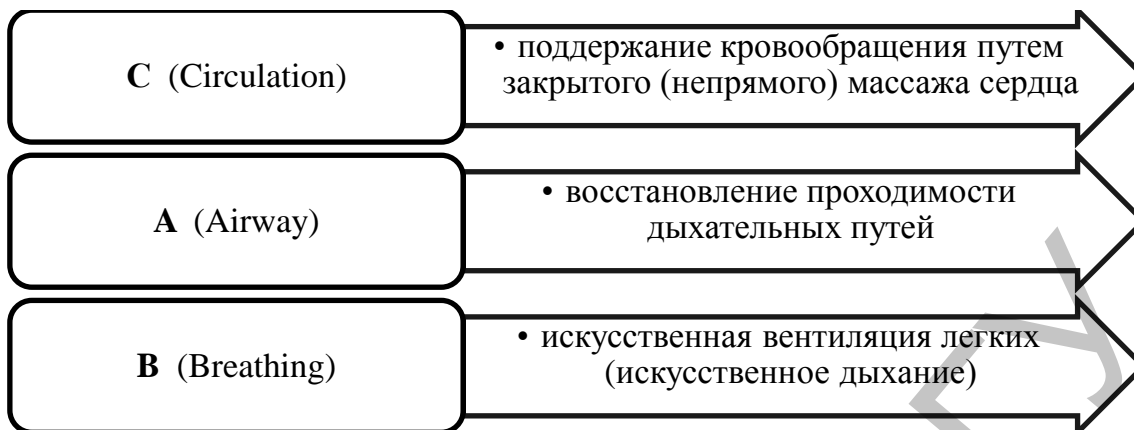 C (Circulation)
• поддержание кровообращения путем
закрытого (непрямого) массажа сердца
A (Airway)
• восстановление проходимости
дыхательных путей
B (Breathing)
• искусственная вентиляция легких
(искусственное дыхание)